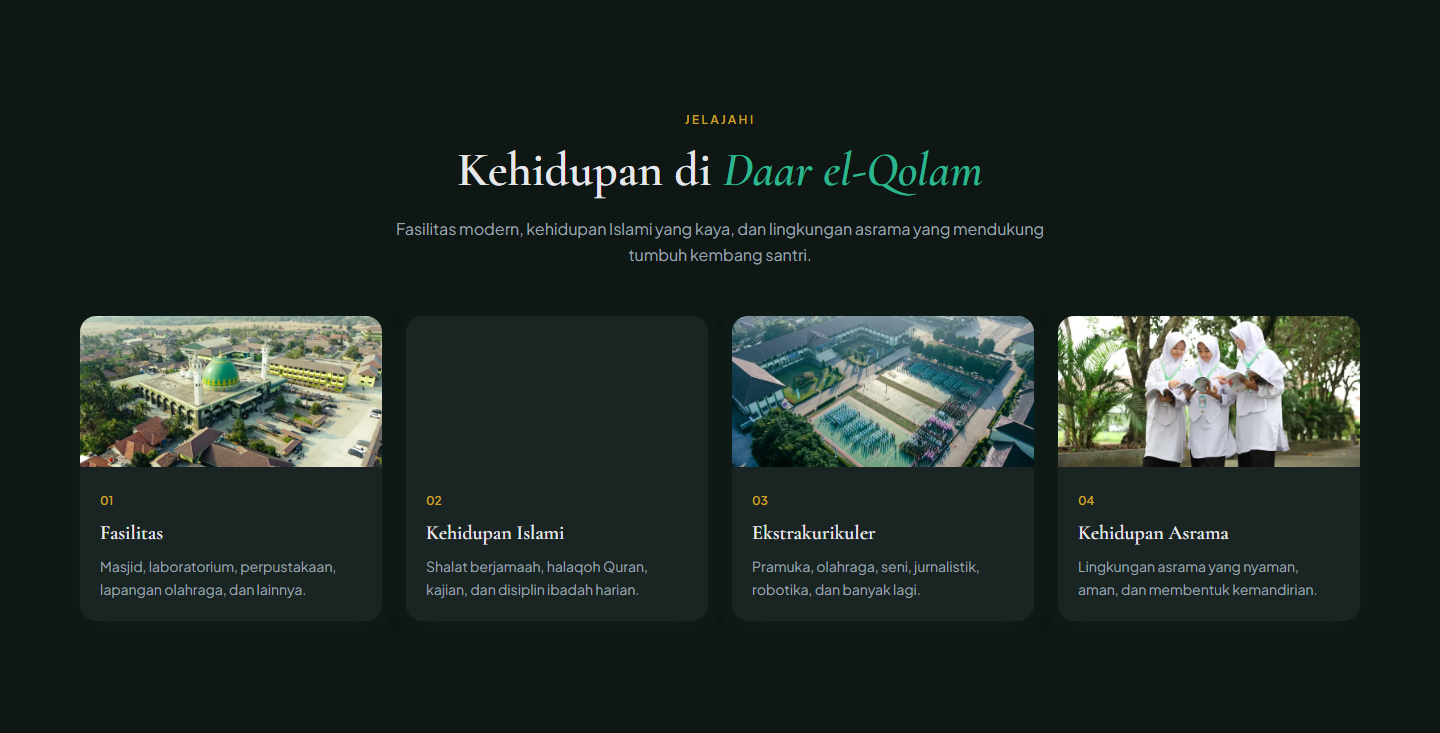 JELAJAHI
Kehidupan di Daar el-Qolam
Fasilitas modern, kehidupan Islami yang kaya, dan lingkungan asrama yang mendukung
tumbuh kembang santri.
01
Fasilitas
Masjid, laboratorium, perpustakaan,
lapangan olahraga, dan lainnya.
02
Kehidupan Islami
Shalat berjamaah, halaqoh Quran,
kajian, dan disiplin ibadah harian.
03
Ekstrakurikuler
Pramuka, olahraga, seni, jurnalistik,
robotika, dan banyak lagi.
04
Kehidupan Asrama
Lingkungan asrama yang nyaman,
aman, dan membentuk kemandirian.